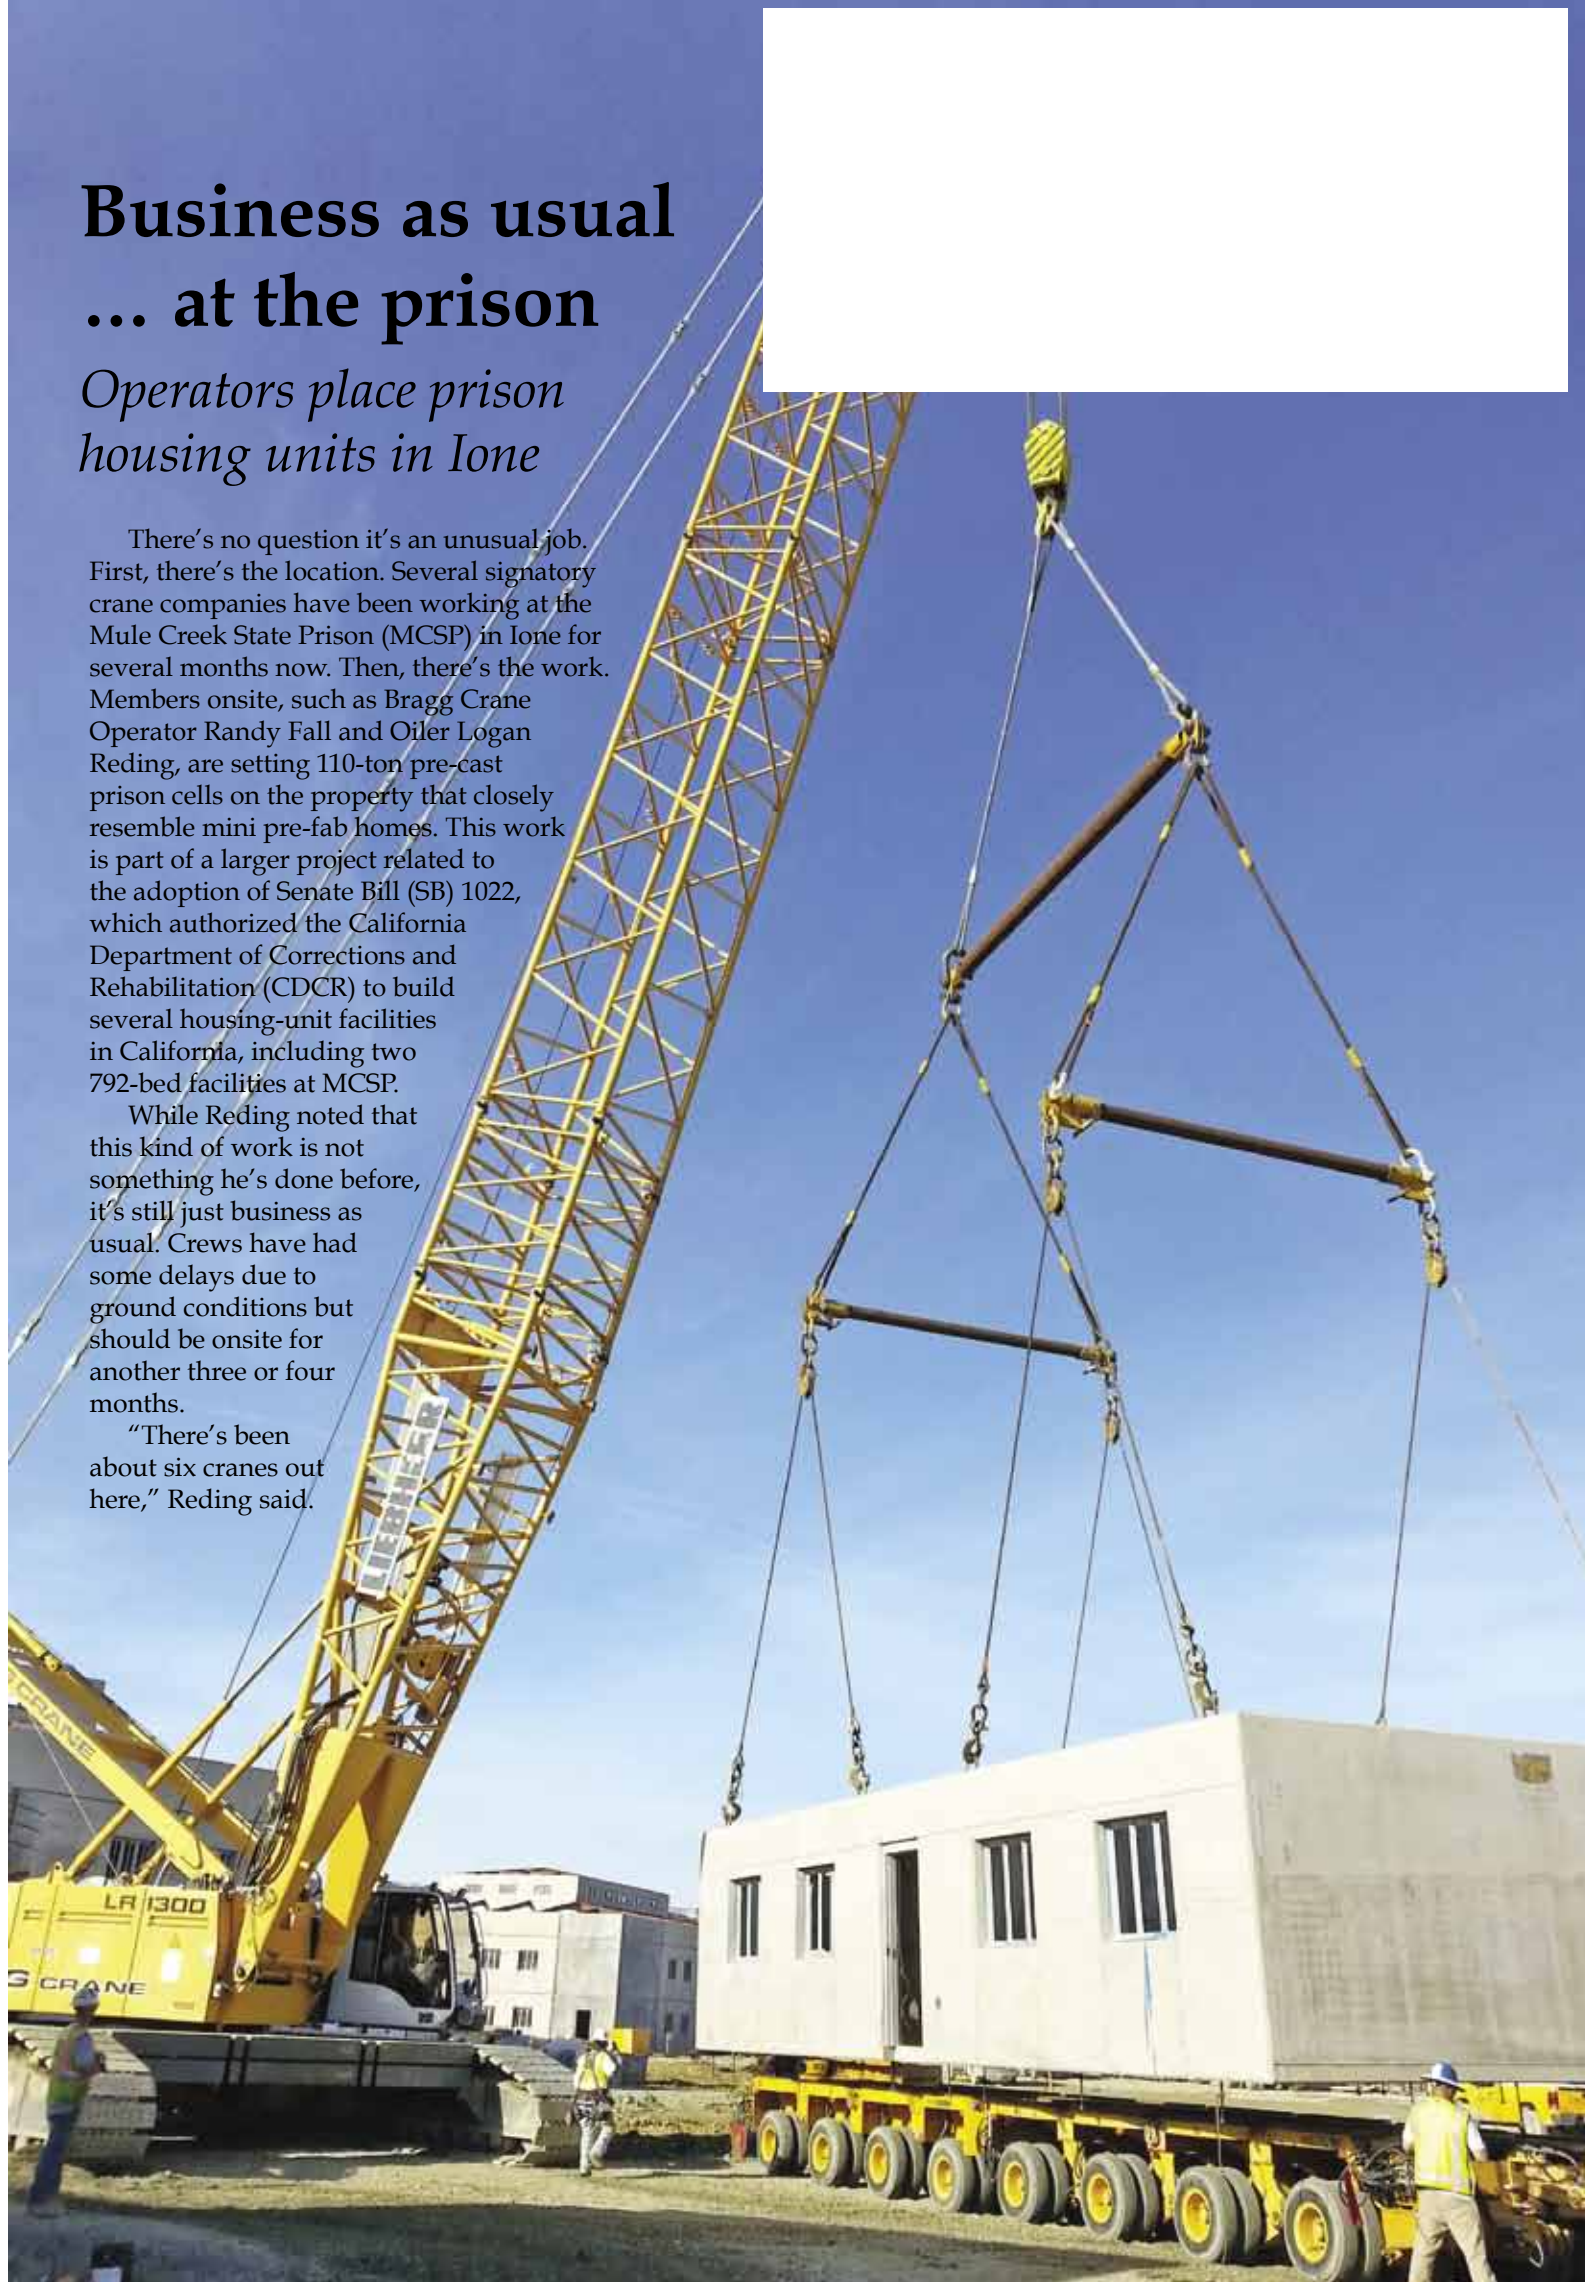 Business as usual
… at the prison
Operators place prison
housing units in Ione
There’s no question it’s an unusual job.
First, there’s the location. Several signatory
crane companies have been working at the
Mule Creek State Prison (MCSP) in Ione for
several months now. Then, there’s the work.
Members onsite, such as Bragg Crane
Operator Randy Fall and Oiler Logan
Reding, are setting 110-ton pre-cast
prison cells on the property that closely
resemble mini pre-fab homes. This work
is part of a larger project related to
the adoption of Senate Bill (SB) 1022,
which authorized the California
Department of Corrections and
Rehabilitation (CDCR) to build
several housing-unit facilities
in California, including two
792-bed facilities at MCSP.
While Reding noted that
this kind of work is not
something he’s done before,
it’s still just business as
usual. Crews have had
some delays due to
ground conditions but
should be onsite for
another three or four
months.
“There’s been
about six cranes out
here,” Reding said.
LIEBHERR
CRANE
LR 1300
G CRANE